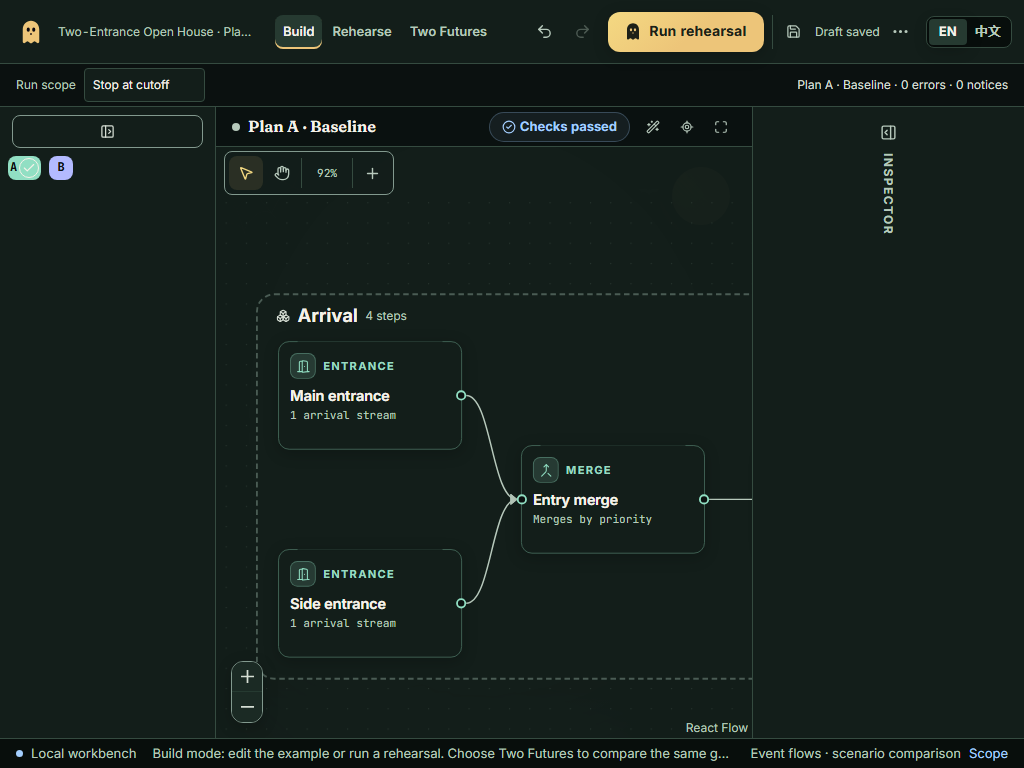 Two-Entrance Open House · Pla...
Build
Rehearse
Two Futures
Run rehearsal
Draft saved
EN
中文
Run scope
Stop at cutoff
Plan A · Baseline · 0 errors · 0 notices
A
B
Plan A · Baseline
Checks passed
92%
INSPECTOR
Arrival
4 steps
ENTRANCE
Main entrance
1 arrival stream
MERGE
Entry merge
Merges by priority
ENTRANCE
Side entrance
1 arrival stream
React Flow
Local workbench
Build mode: edit the example or run a rehearsal. Choose Two Futures to compare the same g...
Event flows · scenario comparison
Scope